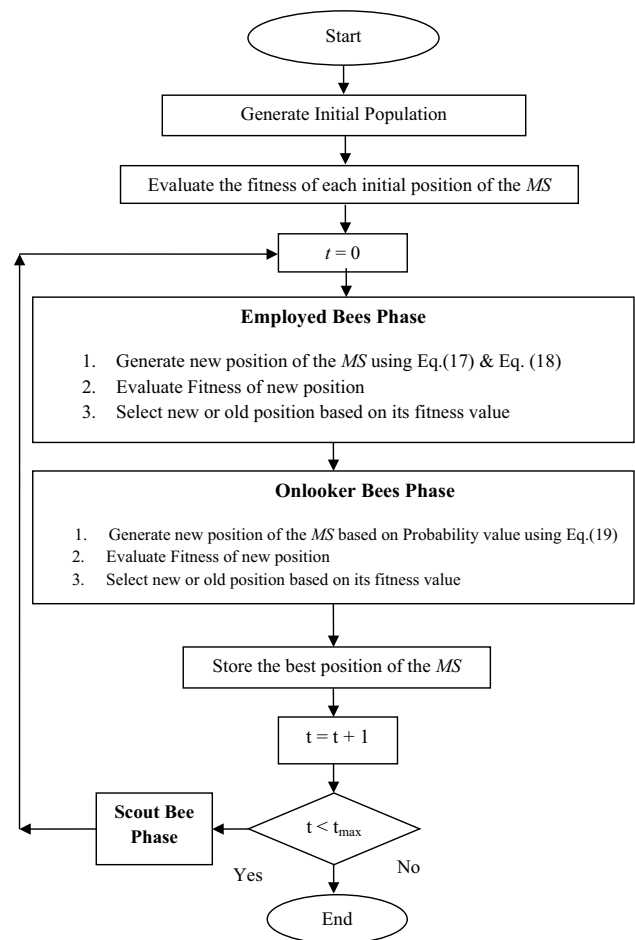 Start
Generate Initial Population
Evaluate the fitness of each initial position of the MS
t = 0
Employed Bees Phase
1. Generate new position of the MS using Eq.(17) & Eq. (18)
2. Evaluate Fitness of new position
3. Select new or old position based on its fitness value
Onlooker Bees Phase
1. Generate new position of the MS based on Probability value using Eq.(19)
2. Evaluate Fitness of new position
3. Select new or old position based on its fitness value
Store the best position of the MS
t = t + 1
Scout Bee
Phase
t < tmax
Yes
No
End